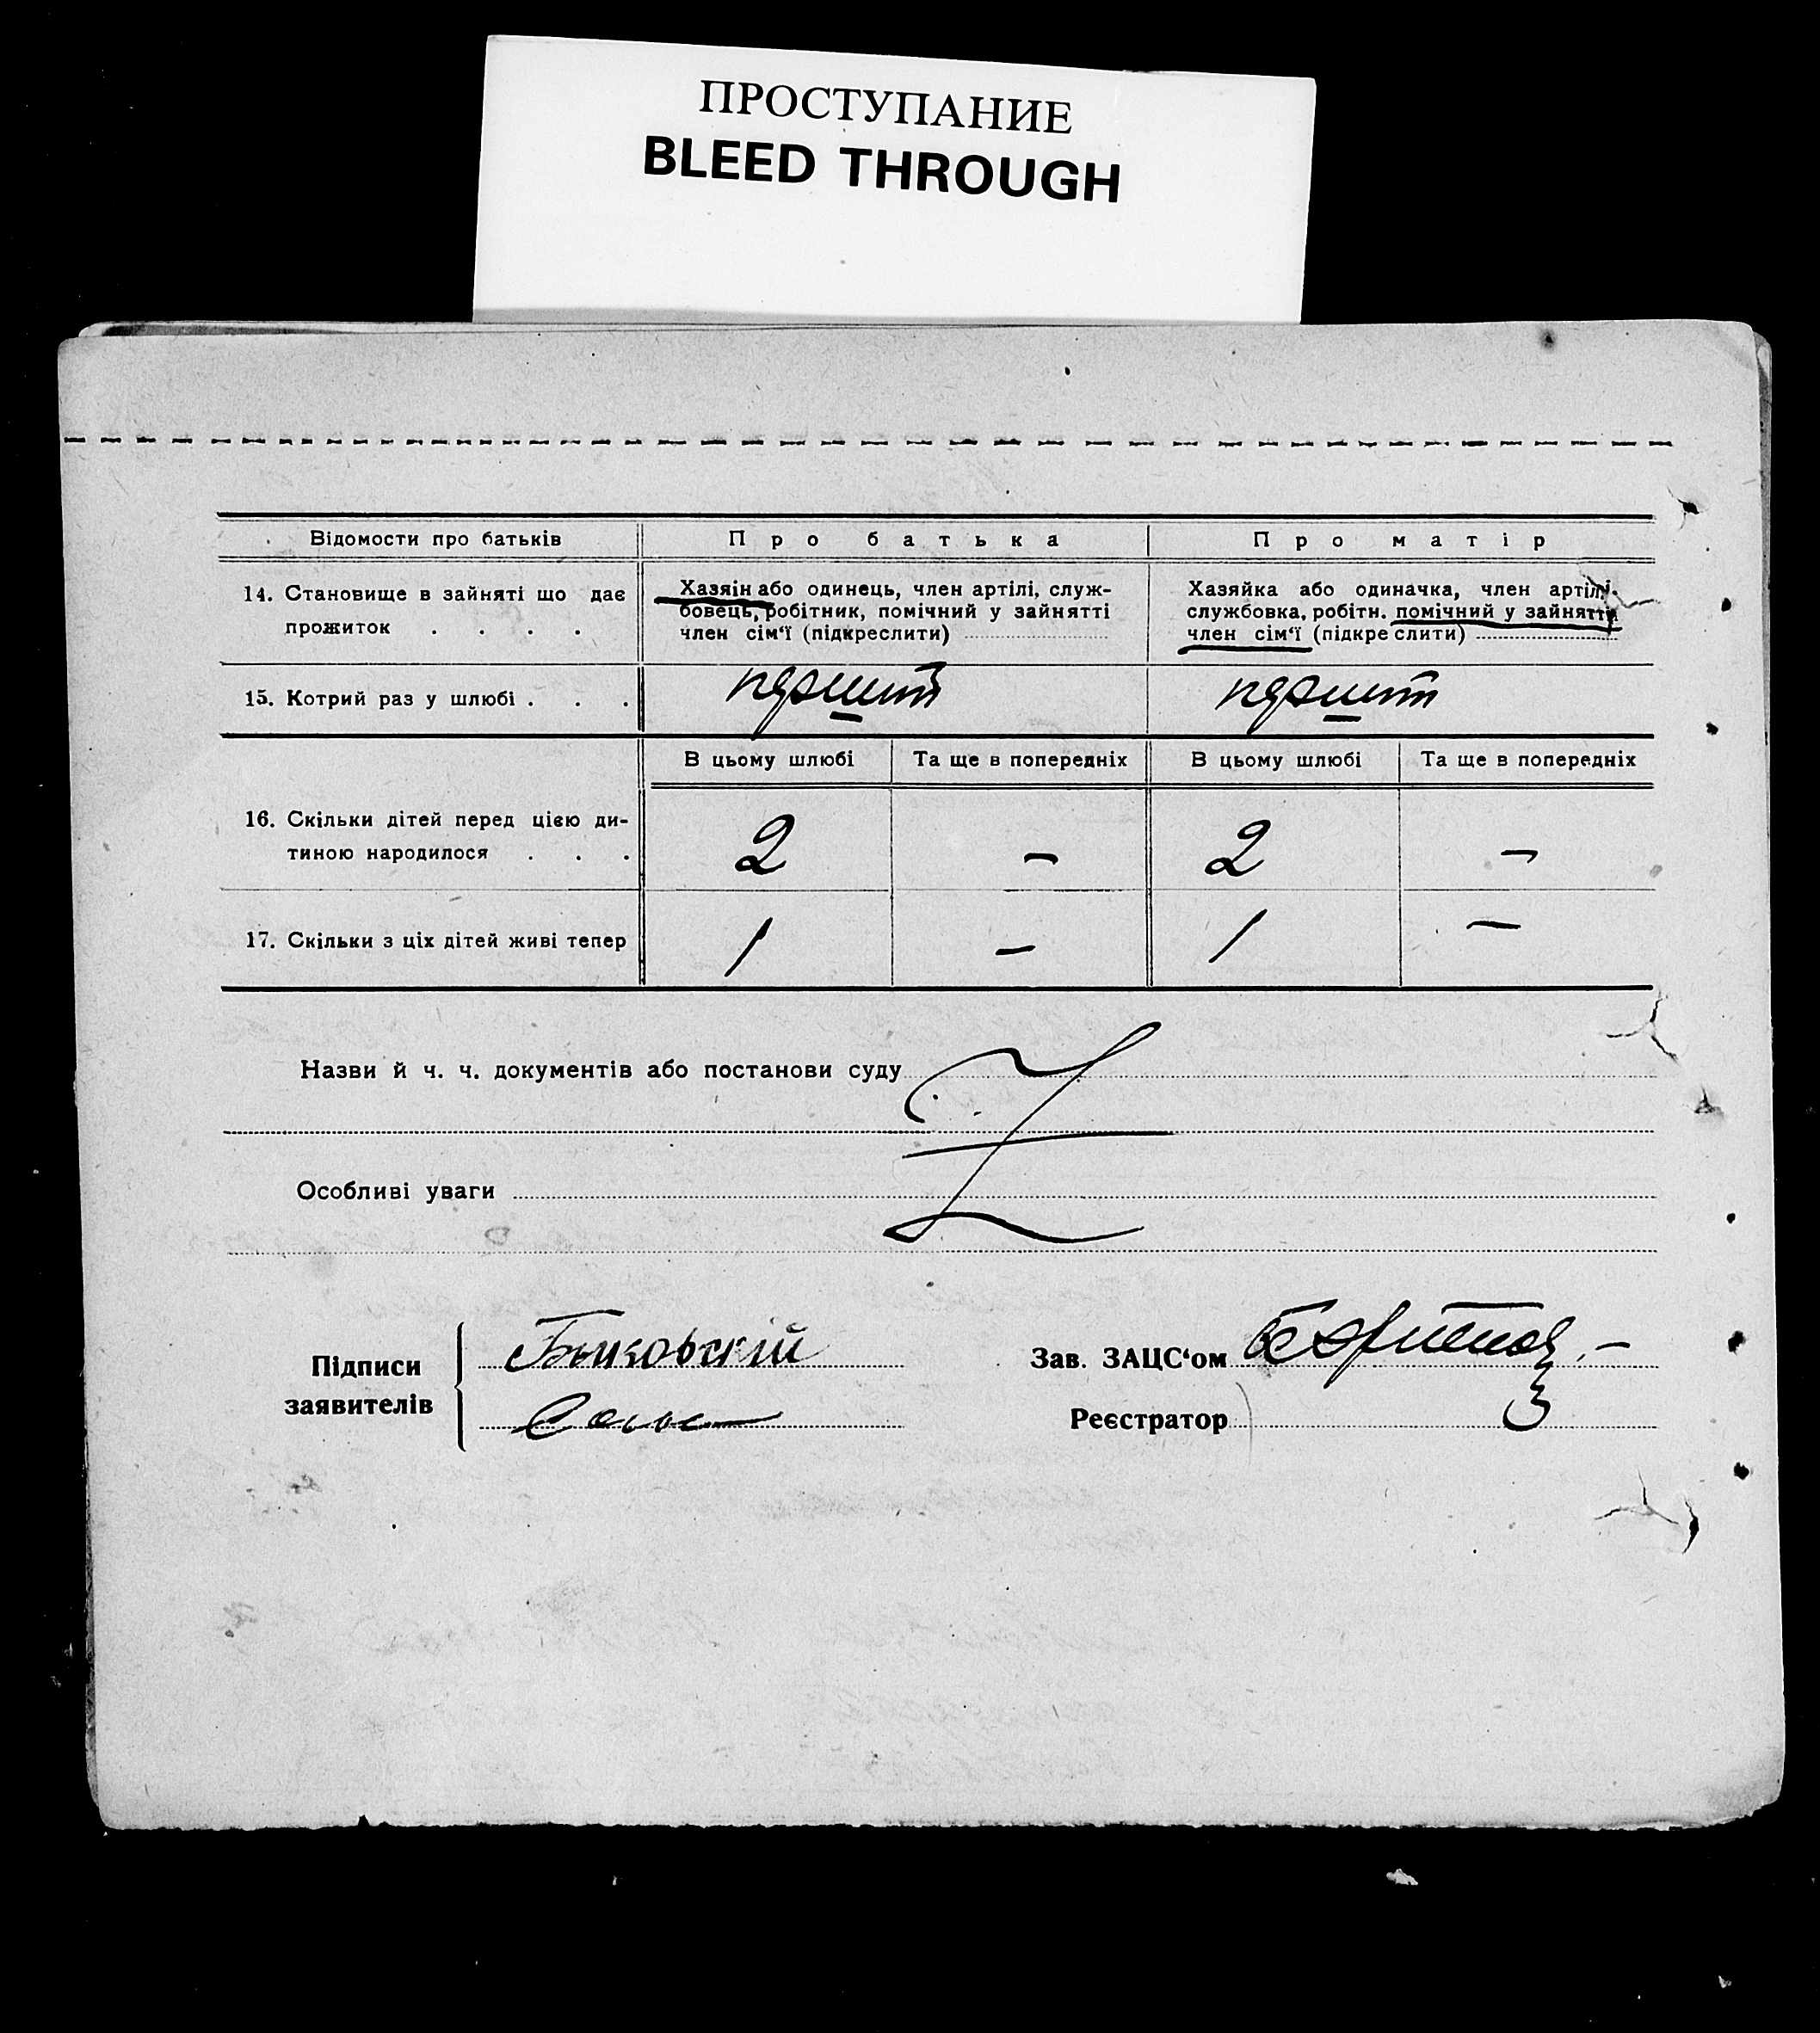 ПРОСТУПАНИЕ
BLEED THROUGH
Відомости про батьків
Про батька
Про матір
14. Становище в зайняті що дає
прожиток . . . .
Хазяін або одинець, член артілі, служ-
бовець, робітник, помічний у зайнятті
член сім‘ї (підкреслити)
Хазяйка або одиначка, член артілі,
службовка, робітн. помічний у зайнятті
член сім‘ї (підкреслити)
15. Котрий раз у шлюбі . . .
В цьому шлюбі
Та ще в попередніх
В цьому шлюбі
Та ще в попередніх
16. Скільки дітей перед цією ди-
тиною народилося . . .
2
—
2
—
17. Скільки з ціх дітей живі тепер
1
—
1
—
Назви й ч. ч. документів або постанови суду
Особливі уваги
Підписи
заявителів
Быковскій
Зав. ЗАЦС‘ом
Реєстратор